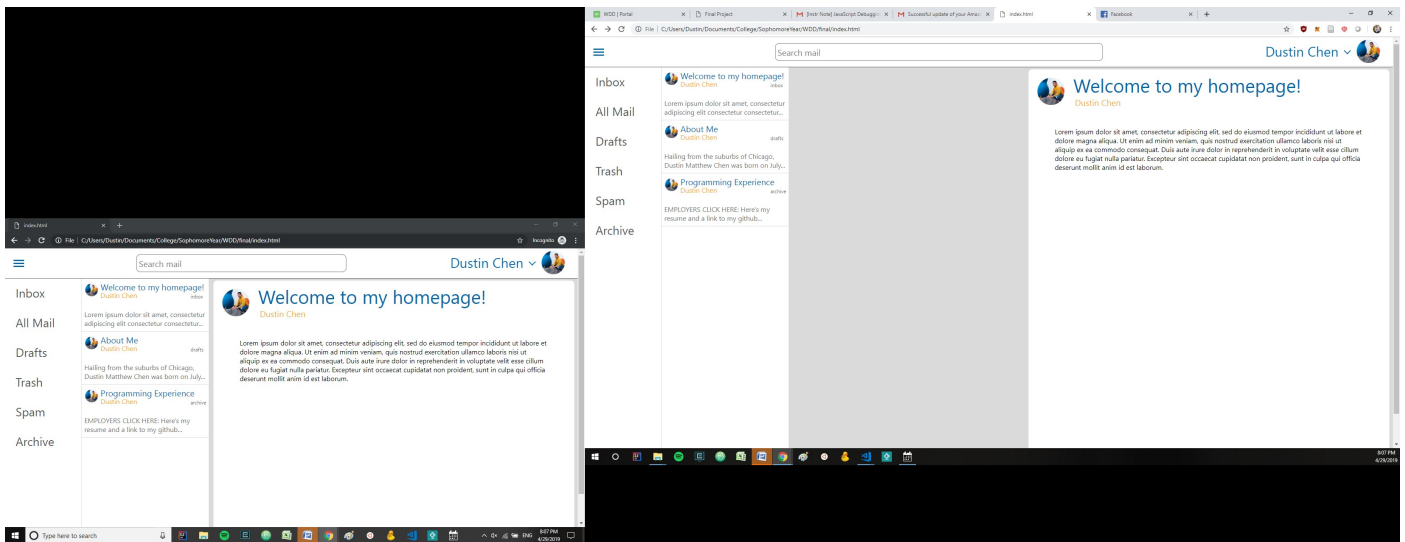 index.html
File | C:/Users/Dustin/Documents/College/SophomoreYear/WDD/final/index.html
Incognito
Search mail
Dustin Chen
Inbox
All Mail
Drafts
Trash
Spam
Archive
Welcome to my homepage!
Dustin Chen
inbox
Lorem ipsum dolor sit amet, consectetur
adipiscing elit consectetur consectetur...
About Me
Dustin Chen
drafts
Hailing from the suburbs of Chicago,
Dustin Matthew Chen was born on July...
Programming Experience
Dustin Chen
archive
EMPLOYERS CLICK HERE: Here's my
resume and a link to my github...
Welcome to my homepage!
Dustin Chen
Lorem ipsum dolor sit amet, consectetur adipiscing elit, sed do eiusmod tempor incididunt ut labore et
dolore magna aliqua. Ut enim ad minim veniam, quis nostrud exercitation ullamco laboris nisi ut
aliquip ex ea commodo consequat. Duis aute irure dolor in reprehenderit in voluptate velit esse cillum
dolore eu fugiat nulla pariatur. Excepteur sint occaecat cupidatat non proident, sunt in culpa qui officia
deserunt mollit anim id est laborum.
Type here to search
ENG
8:07 PM
4/29/2019
WDD | Portal
Final Project
[Instr Note] JavaScript Debuggin
Successful update of your Amaz
index.html
Facebook
File | C:/Users/Dustin/Documents/College/SophomoreYear/WDD/final/index.html
Search mail
Dustin Chen
Inbox
All Mail
Drafts
Trash
Spam
Archive
Welcome to my homepage!
Dustin Chen
inbox
Lorem ipsum dolor sit amet, consectetur
adipiscing elit consectetur consectetur...
About Me
Dustin Chen
drafts
Hailing from the suburbs of Chicago,
Dustin Matthew Chen was born on July...
Programming Experience
Dustin Chen
archive
EMPLOYERS CLICK HERE: Here's my
resume and a link to my github...
Welcome to my homepage!
Dustin Chen
Lorem ipsum dolor sit amet, consectetur adipiscing elit, sed do eiusmod tempor incididunt ut labore et
dolore magna aliqua. Ut enim ad minim veniam, quis nostrud exercitation ullamco laboris nisi ut
aliquip ex ea commodo consequat. Duis aute irure dolor in reprehenderit in voluptate velit esse cillum
dolore eu fugiat nulla pariatur. Excepteur sint occaecat cupidatat non proident, sunt in culpa qui officia
deserunt mollit anim id est laborum.
8:07 PM
4/29/2019